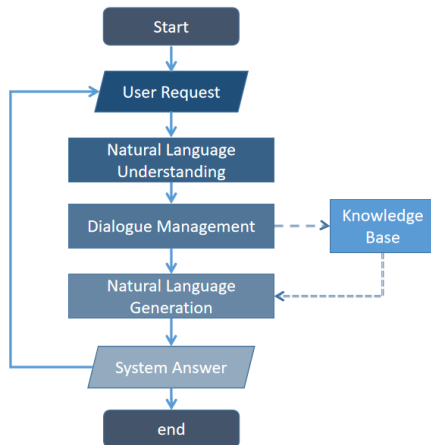 Start
User Request
Natural Language
Understanding
Dialogue Management
Knowledge
Base
Natural Language
Generation
System Answer
end